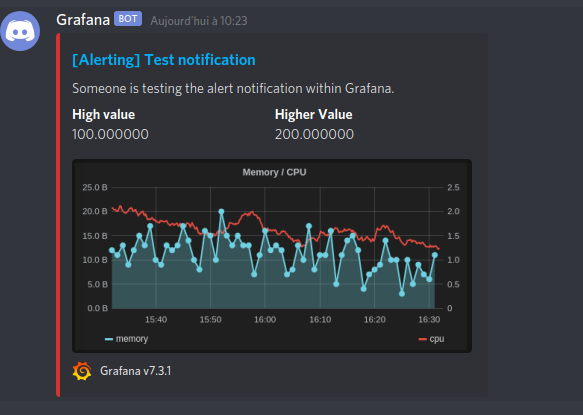 Grafana BOT Aujourd'hui à 10:23
[Alerting] Test notification
Someone is testing the alert notification within Grafana.
High value Higher Value
100.000000 200.000000
Memory / CPU
25.0 B 2.5
20.0 B 2.0
15.0 B 1.5
10.0 B 1.0
5.0 B 0.5
0.0 B 0
15:40 15:50 16:00 16:10 16:20 16:30
memory cpu
Grafana v7.3.1